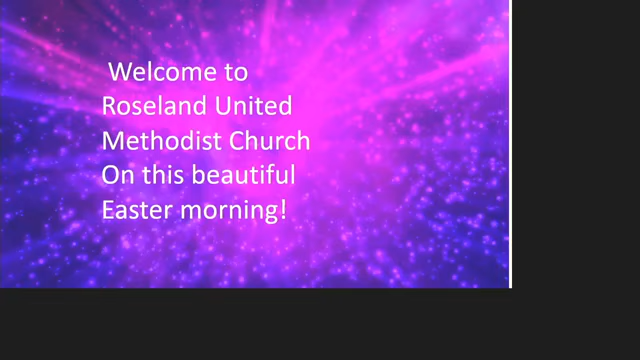 Welcome to
Roseland United
Methodist Church
On this beautiful
Easter morning!